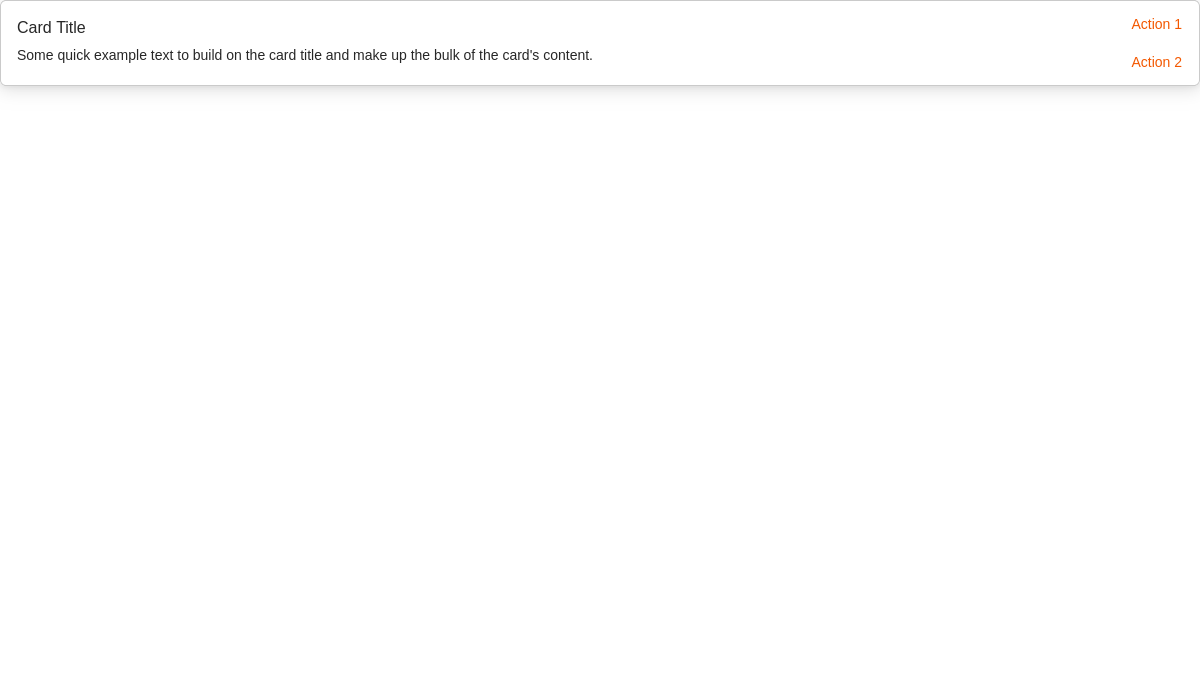 Card Title
Some quick example text to build on the card title and make up the bulk of the card's content.
Action 1
Action 2